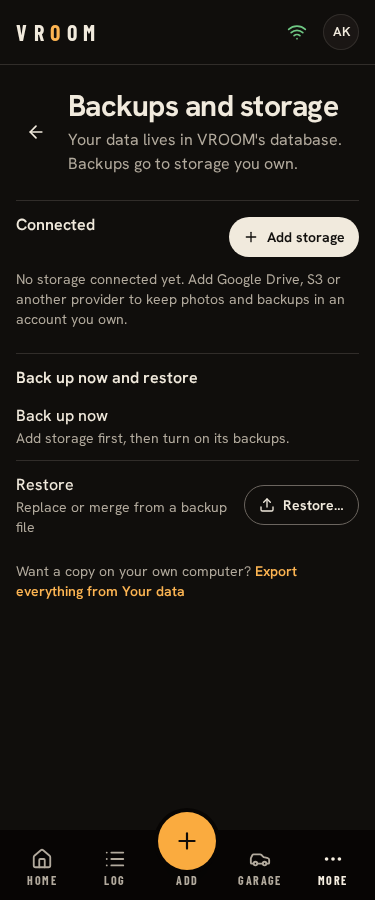 VROOM
AK
Backups and storage
Your data lives in VROOM's database.
Backups go to storage you own.
Connected
Add storage
No storage connected yet. Add Google Drive, S3 or
another provider to keep photos and backups in an
account you own.
Back up now and restore
Back up now
Add storage first, then turn on its backups.
Restore
Replace or merge from a backup
file
Restore...
Want a copy on your own computer? Export
everything from Your data
HOME
LOG
ADD
GARAGE
MORE